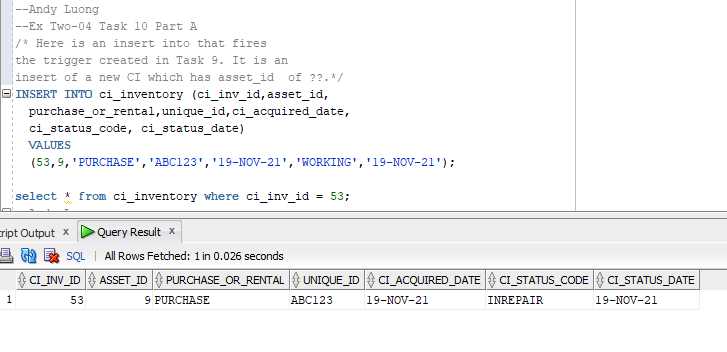 --Andy Luong
--Ex Two-04 Task 10 Part A
/* Here is an insert into that fires
the trigger created in Task 9. It is an
insert of a new CI which has asset_id  of ??.*/
INSERT INTO ci_inventory (ci_inv_id,asset_id,
purchase_or_rental,unique_id,ci_acquired_date,
ci_status_code, ci_status_date)
VALUES
(53,9,'PURCHASE','ABC123','19-NOV-21','WORKING','19-NOV-21');
select * from ci_inventory where ci_inv_id = 53;
cript Output x Query Result x
SQL | All Rows Fetched: 1 in 0.026 seconds
CI_INV_ID ASSET_ID PURCHASE_OR_RENTAL UNIQUE_ID CI_ACQUIRED_DATE CI_STATUS_CODE CI_STATUS_DATE
1 53 9 PURCHASE ABC123 19-NOV-21 INREPAIR 19-NOV-21